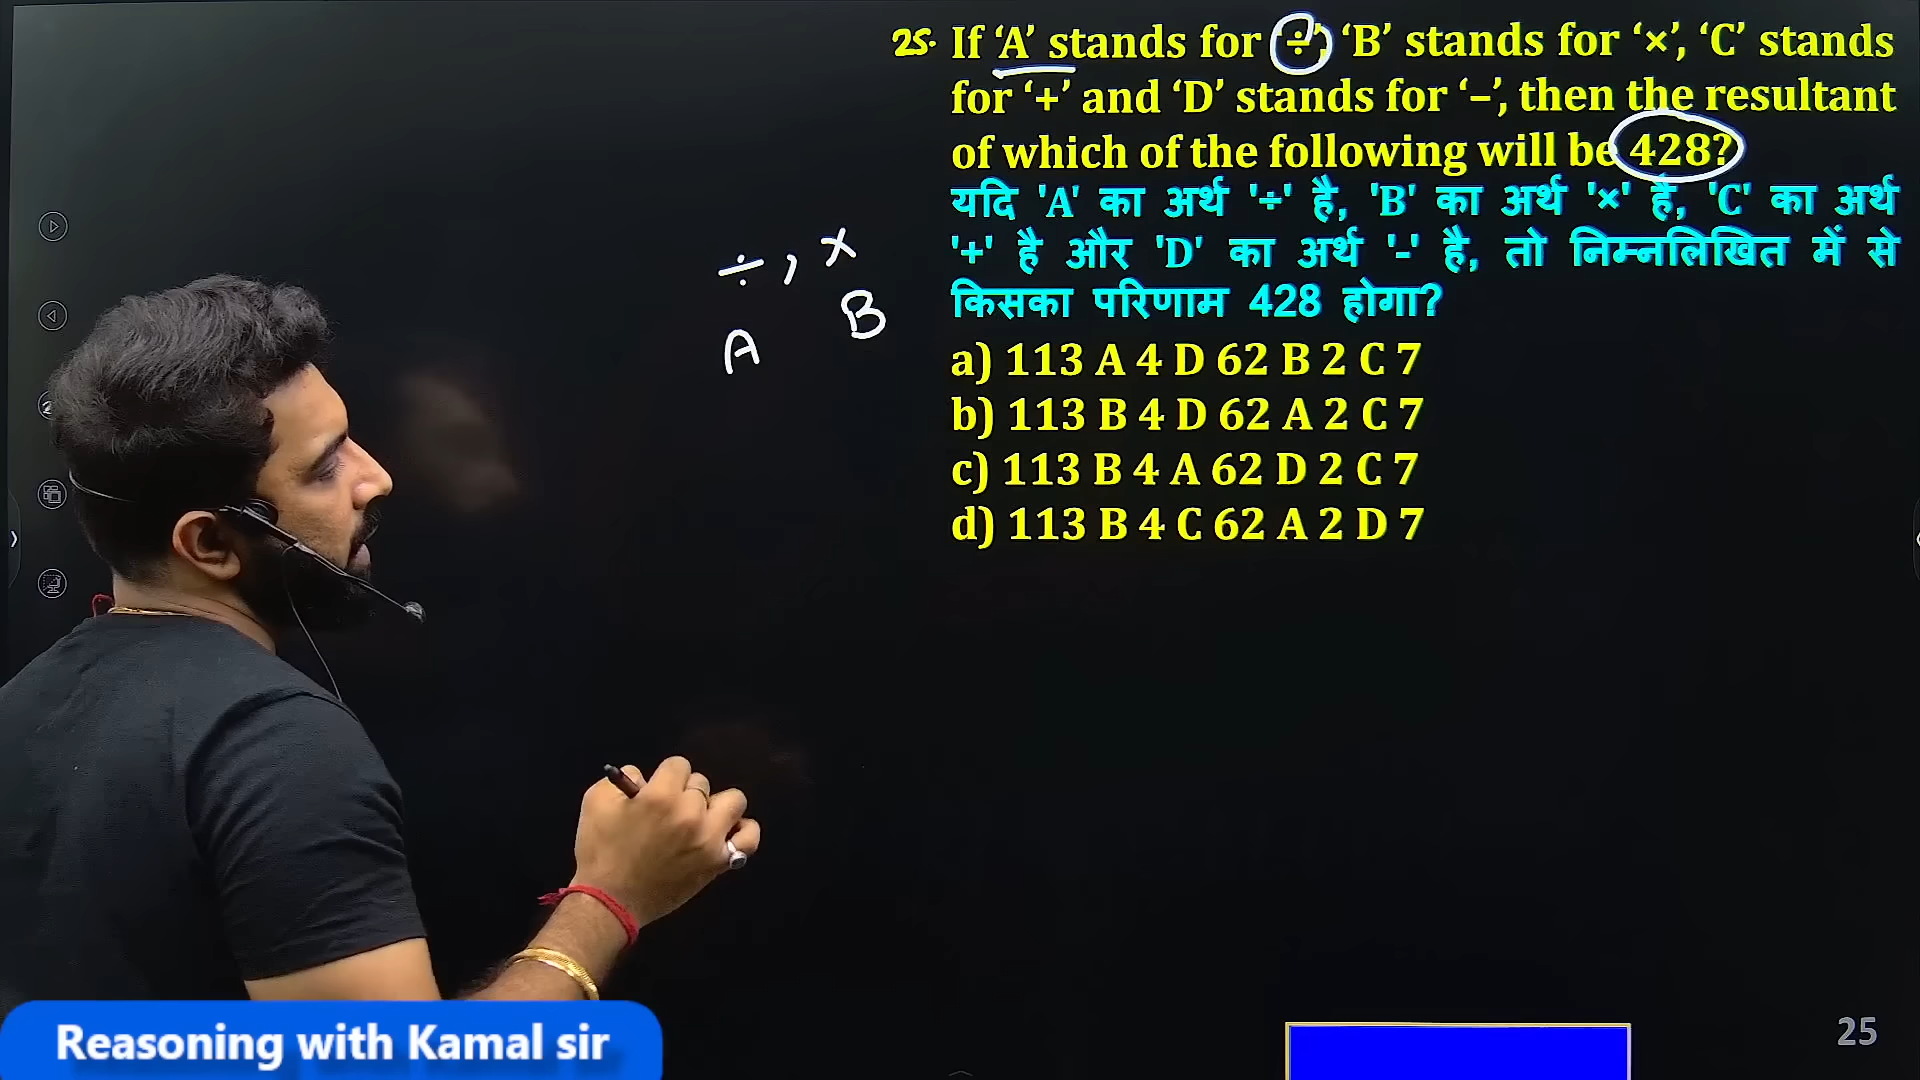 25. If ‘A’ stands for ‘÷’, ‘B’ stands for ‘×’, ‘C’ stands
for ‘+’ and ‘D’ stands for ‘–’, then the resultant
of which of the following will be 428?
यदि 'A' का अर्थ '÷' है, 'B' का अर्थ '×' है, 'C' का अर्थ
'+' है और 'D' का अर्थ '-' है, तो निम्नलिखित में से
किसका परिणाम 428 होगा?
÷, ×
A B
a) 113 A 4 D 62 B 2 C 7
b) 113 B 4 D 62 A 2 C 7
c) 113 B 4 A 62 D 2 C 7
d) 113 B 4 C 62 A 2 D 7
Reasoning with Kamal sir
25